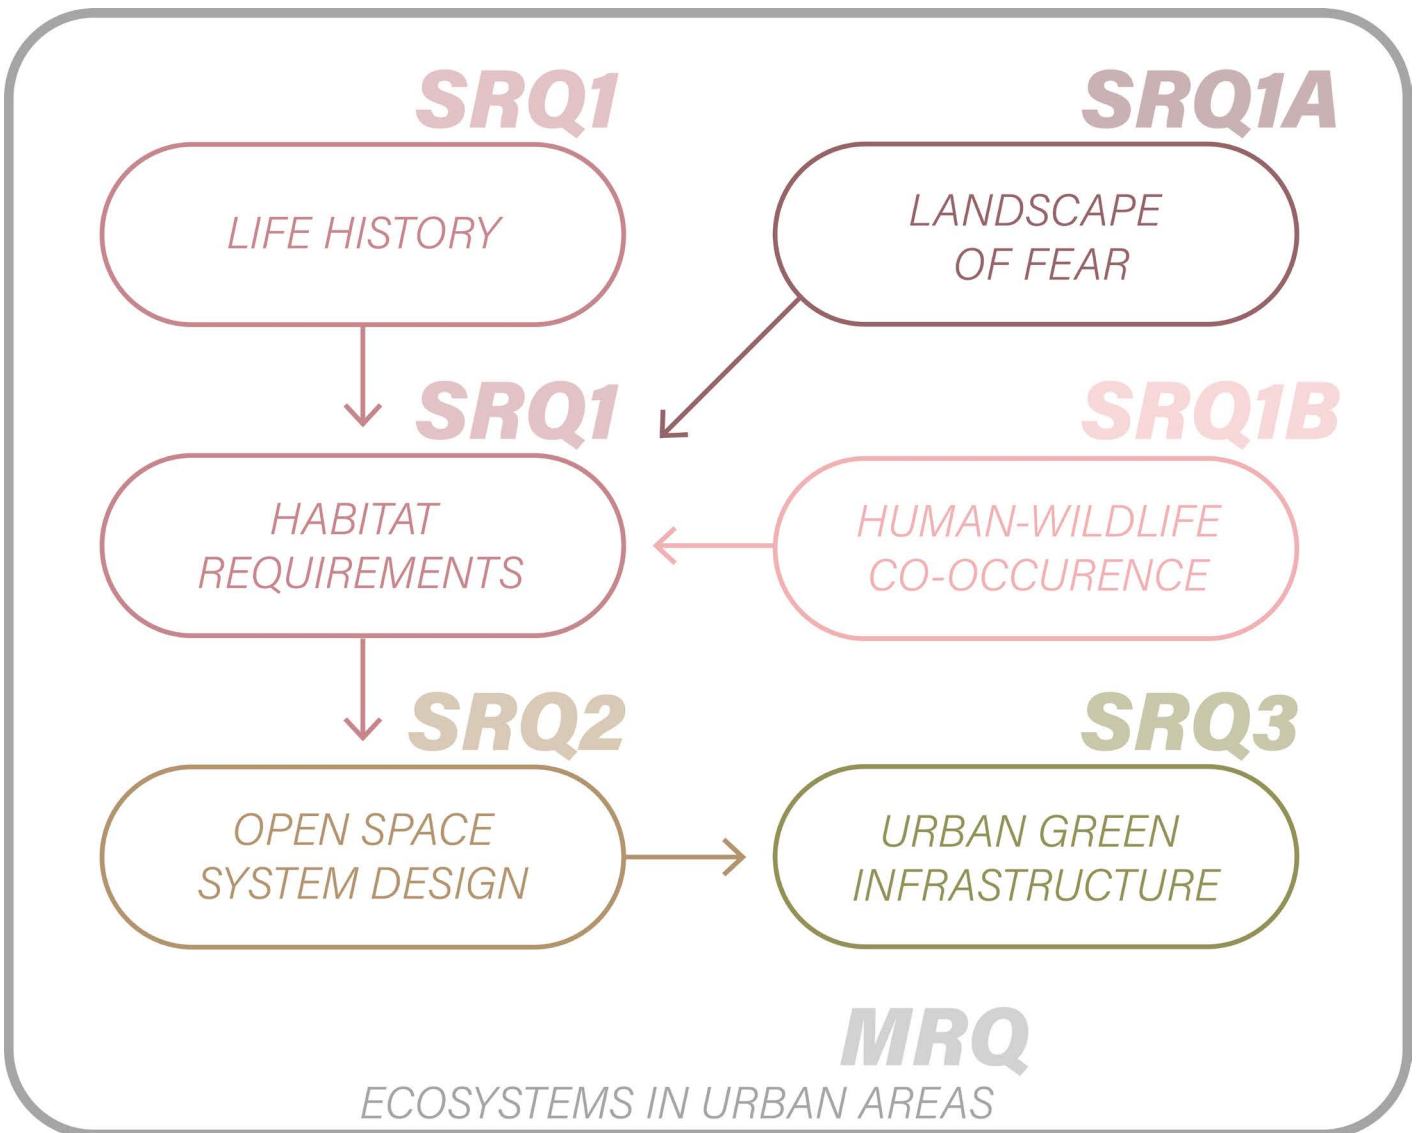 SRQ1
LIFE HISTORY
SRQ1A
LANDSCAPE
OF FEAR
SRQ1
HABITAT
REQUIREMENTS
SRQ1B
HUMAN-WILDLIFE
CO-OCCURENCE
SRQ2
OPEN SPACE
SYSTEM DESIGN
SRQ3
URBAN GREEN
INFRASTRUCTURE
MRQ
ECOSYSTEMS IN URBAN AREAS